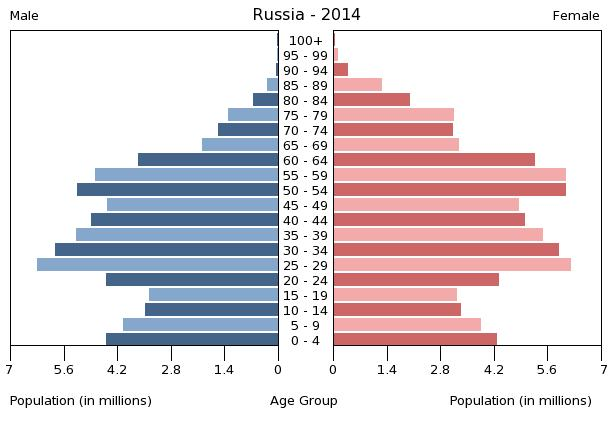 Male Russia - 2014 Female
100+
95 - 99
90 - 94
85 - 89
80 - 84
75 - 79
70 - 74
65 - 69
60 - 64
55 - 59
50 - 54
45 - 49
40 - 44
35 - 39
30 - 34
25 - 29
20 - 24
15 - 19
10 - 14
5 - 9
0 - 4
7 5.6 4.2 2.8 1.4 0 0 1.4 2.8 4.2 5.6 7
Population (in millions) Age Group Population (in millions)